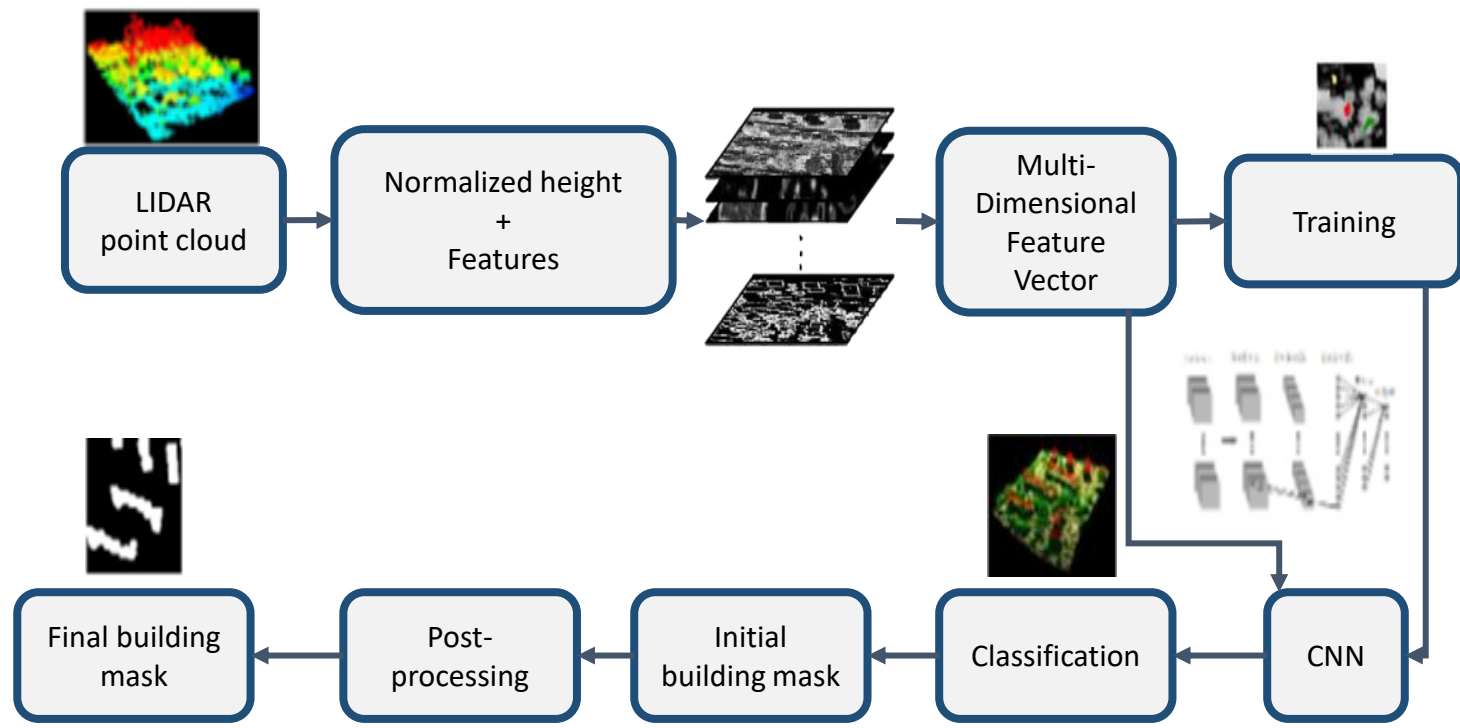 LIDAR
point cloud
Normalized height
+
Features
Multi-
Dimensional
Feature
Vector
Training
Final building
mask
Post-
processing
Initial
building mask
Classification
CNN